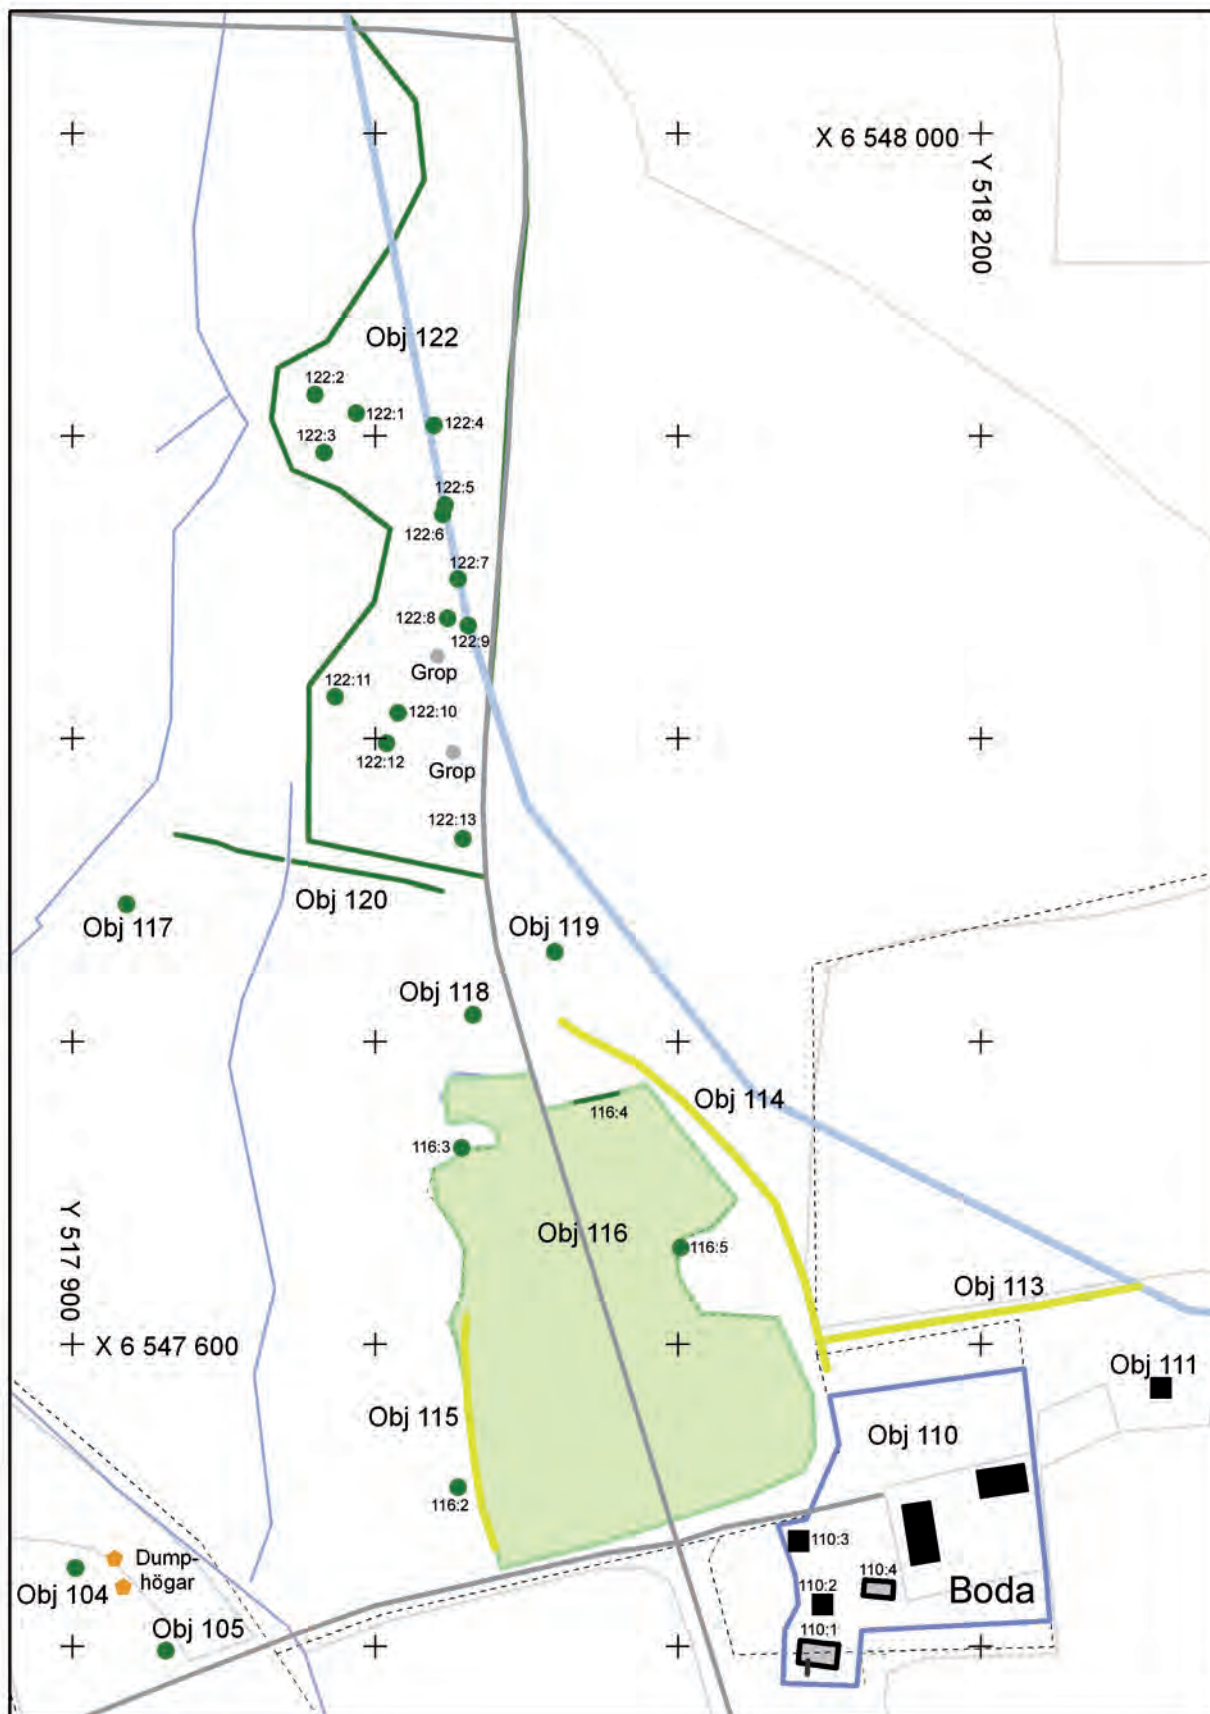 X 6 548 000
Y 518 200
Obj 122
122:2
122:1
122:4
122:3
122:5
122:6
122:7
122:8
122:9
Grop
122:11
122:10
122:12
Grop
122:13
Obj 120
Obj 117
Obj 119
Obj 118
Obj 114
116:4
116:3
Y 517 900
Obj 116
116:5
Obj 113
X 6 547 600
Obj 111
Obj 115
Obj 110
116:2
110:3
Dump-
högar
Obj 104
110:4
110:2
Boda
110:1
Obj 105